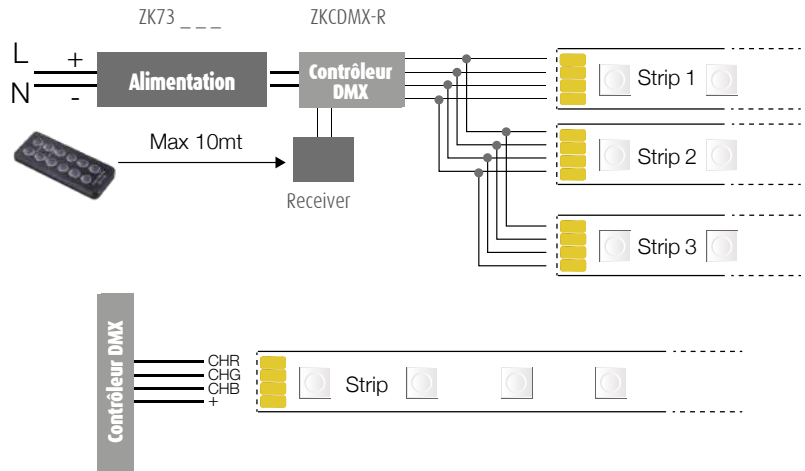 ZK73 _ _ _
ZKCDMX-R
L
+
N
-
Alimentation
Contrôleur
DMX
Strip 1
Max 10mt
Strip 2
Receiver
Strip 3
Contrôleur DMX
CHR
CHG
CHB
+
Strip